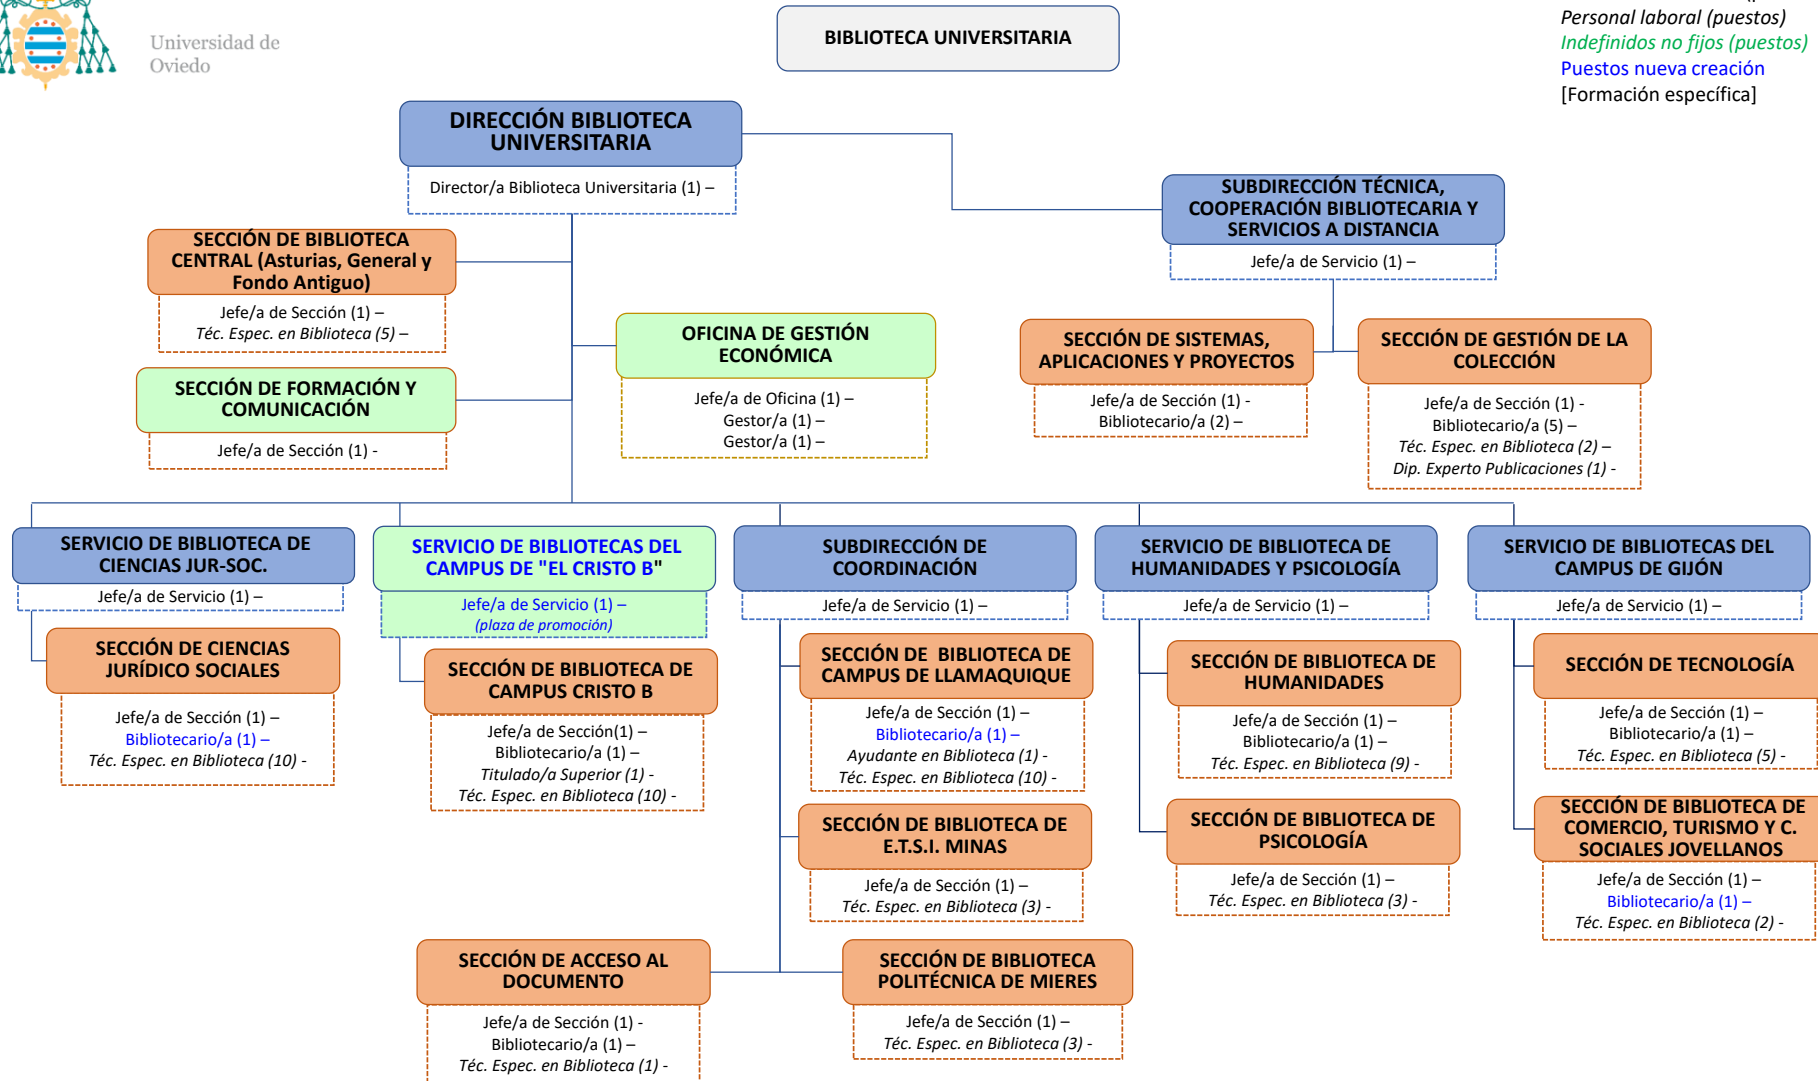 Universidad de
Oviedo
BIBLIOTECA UNIVERSITARIA
Personal laboral (puestos)
Indefinidos no fijos (puestos)
Puestos nueva creación
[Formación específica]
DIRECCIÓN BIBLIOTECA
UNIVERSITARIA
Director/a Biblioteca Universitaria (1) –
SUBDIRECCIÓN TÉCNICA,
COOPERACIÓN BIBLIOTECARIA Y
SERVICIOS A DISTANCIA
Jefe/a de Servicio (1) –
SECCIÓN DE BIBLIOTECA
CENTRAL (Asturias, General y
Fondo Antiguo)
Jefe/a de Sección (1) –
Téc. Espec. en Biblioteca (5) –
OFICINA DE GESTIÓN
ECONÓMICA
Jefe/a de Oficina (1) –
Gestor/a (1) –
Gestor/a (1) –
SECCIÓN DE SISTEMAS,
APLICACIONES Y PROYECTOS
Jefe/a de Sección (1) -
Bibliotecario/a (2) –
SECCIÓN DE GESTIÓN DE LA
COLECCIÓN
Jefe/a de Sección (1) -
Bibliotecario/a (5) –
Téc. Espec. en Biblioteca (2) –
Dip. Experto Publicaciones (1) -
SECCIÓN DE FORMACIÓN Y
COMUNICACIÓN
Jefe/a de Sección (1) -
SERVICIO DE BIBLIOTECA DE
CIENCIAS JUR-SOC.
Jefe/a de Servicio (1) –
SECCIÓN DE CIENCIAS
JURÍDICO SOCIALES
Jefe/a de Sección (1) –
Bibliotecario/a (1) –
Téc. Espec. en Biblioteca (10) -
SERVICIO DE BIBLIOTECAS DEL
CAMPUS DE "EL CRISTO B"
Jefe/a de Servicio (1) –
(plaza de promoción)
SECCIÓN DE BIBLIOTECA DE
CAMPUS CRISTO B
Jefe/a de Sección(1) –
Bibliotecario/a (1) –
Titulado/a Superior (1) -
Téc. Espec. en Biblioteca (10) -
SUBDIRECCIÓN DE
COORDINACIÓN
Jefe/a de Servicio (1) –
SECCIÓN DE  BIBLIOTECA DE
CAMPUS DE LLAMAQUIQUE
Jefe/a de Sección (1) –
Bibliotecario/a (1) –
Ayudante en Biblioteca (1) -
Téc. Espec. en Biblioteca (10) -
SECCIÓN DE BIBLIOTECA DE
E.T.S.I. MINAS
Jefe/a de Sección (1) –
Téc. Espec. en Biblioteca (3) -
SECCIÓN DE ACCESO AL
DOCUMENTO
Jefe/a de Sección (1) -
Bibliotecario/a (1) –
Téc. Espec. en Biblioteca (1) -
SECCIÓN DE BIBLIOTECA
POLITÉCNICA DE MIERES
Jefe/a de Sección (1) –
Téc. Espec. en Biblioteca (3) -
SERVICIO DE BIBLIOTECA DE
HUMANIDADES Y PSICOLOGÍA
Jefe/a de Servicio (1) –
SECCIÓN DE BIBLIOTECA DE
HUMANIDADES
Jefe/a de Sección (1) –
Bibliotecario/a (1) –
Téc. Espec. en Biblioteca (9) -
SECCIÓN DE BIBLIOTECA DE
PSICOLOGÍA
Jefe/a de Sección (1) –
Téc. Espec. en Biblioteca (3) -
SERVICIO DE BIBLIOTECAS DEL
CAMPUS DE GIJÓN
Jefe/a de Servicio (1) –
SECCIÓN DE TECNOLOGÍA
Jefe/a de Sección (1) –
Bibliotecario/a (1) –
Téc. Espec. en Biblioteca (5) -
SECCIÓN DE BIBLIOTECA DE
COMERCIO, TURISMO Y C.
SOCIALES JOVELLANOS
Jefe/a de Sección (1) –
Bibliotecario/a (1) –
Téc. Espec. en Biblioteca (2) -